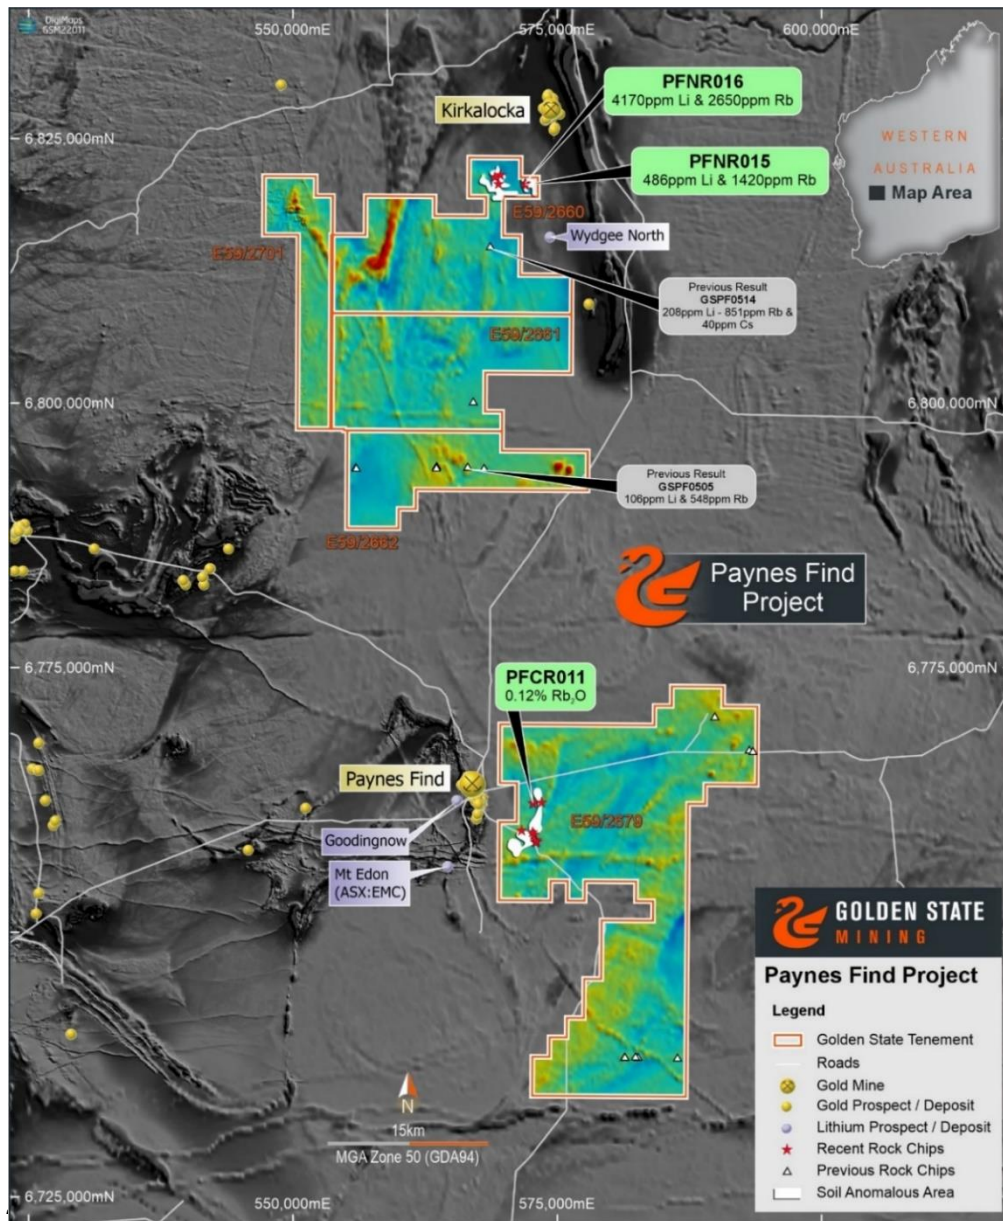 DigiMaps
GSM22011
550,000mE
575,000mE
600,000mE
PFNR016
4170ppm Li & 2650ppm Rb
Kirkalocka
6,825,000mN
WESTERN
AUSTRALIA
Map Area
PFNR015
486ppm Li & 1420ppm Rb
E59/2660
Wydgee North
E59/2701
Previous Result
GSPF0514
208ppm Li - 851ppm Rb &
40ppm Cs
E59/2661
6,800,000mN
6,800,000mN
Previous Result
GSPF0505
106ppm Li & 548ppm Rb
E59/2662
Paynes Find
Project
6,775,000mN
6,775,000mN
PFCR011
0.12% Rb₂O
Paynes Find
E59/2679
Goodingnow
Mt Edon
(ASX:EMC)
GOLDEN STATE
MINING
Paynes Find Project
Legend
Golden State Tenement
Roads
Gold Mine
Gold Prospect / Deposit
Lithium Prospect / Deposit
Recent Rock Chips
Previous Rock Chips
Soil Anomalous Area
N
15km
MGA Zone 50 (GDA94)
6,725,000mN
550,000mE
575,000mE